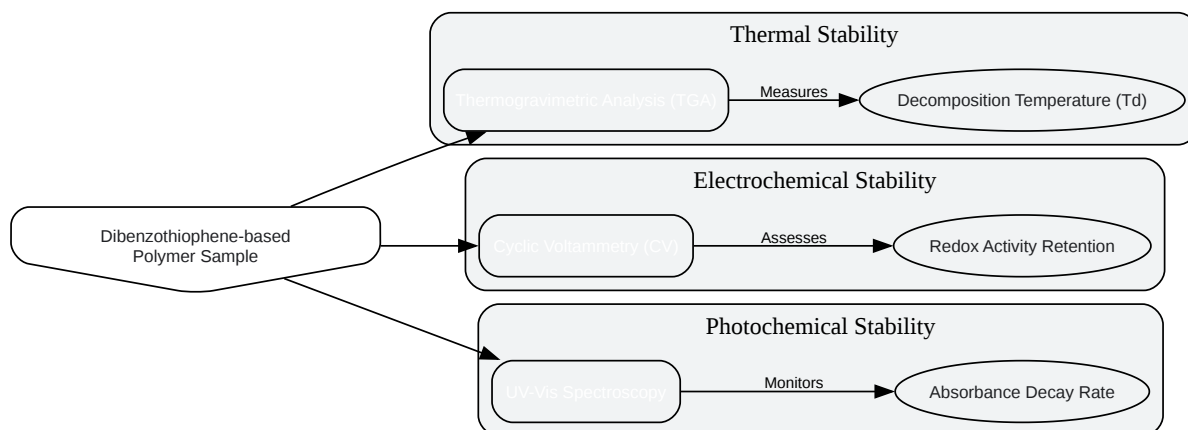 Thermal Stability
Thermogravimetric Analysis (TGA)
Measures
Decomposition Temperature (Td)
Electrochemical Stability
Dibenzothiophene-based
Polymer Sample
Cyclic Voltammetry (CV)
Assesses
Redox Activity Retention
Photochemical Stability
UV-Vis Spectroscopy
Monitors
Absorbance Decay Rate